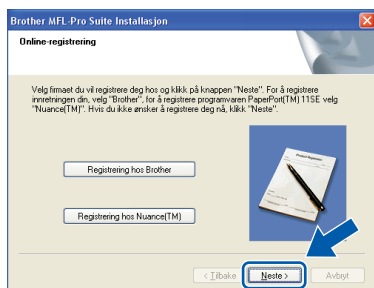 Brother MFL-Pro Suite Installasjon
Online-registrering
Velg firmaet du vil registrere deg hos og klikk på knappen "Neste". For å registrere
innretningen din, velg "Brother", for å registrere programvaren PaperPort(TM) 11SE velg
"Nuance(TM)". Hvis du ikke ønsker å registrere deg nå, klikk "Neste".
Product Registration
Registrering hos Brother
Registrering hos Nuance(TM)
< Tilbake Neste > Avbryt